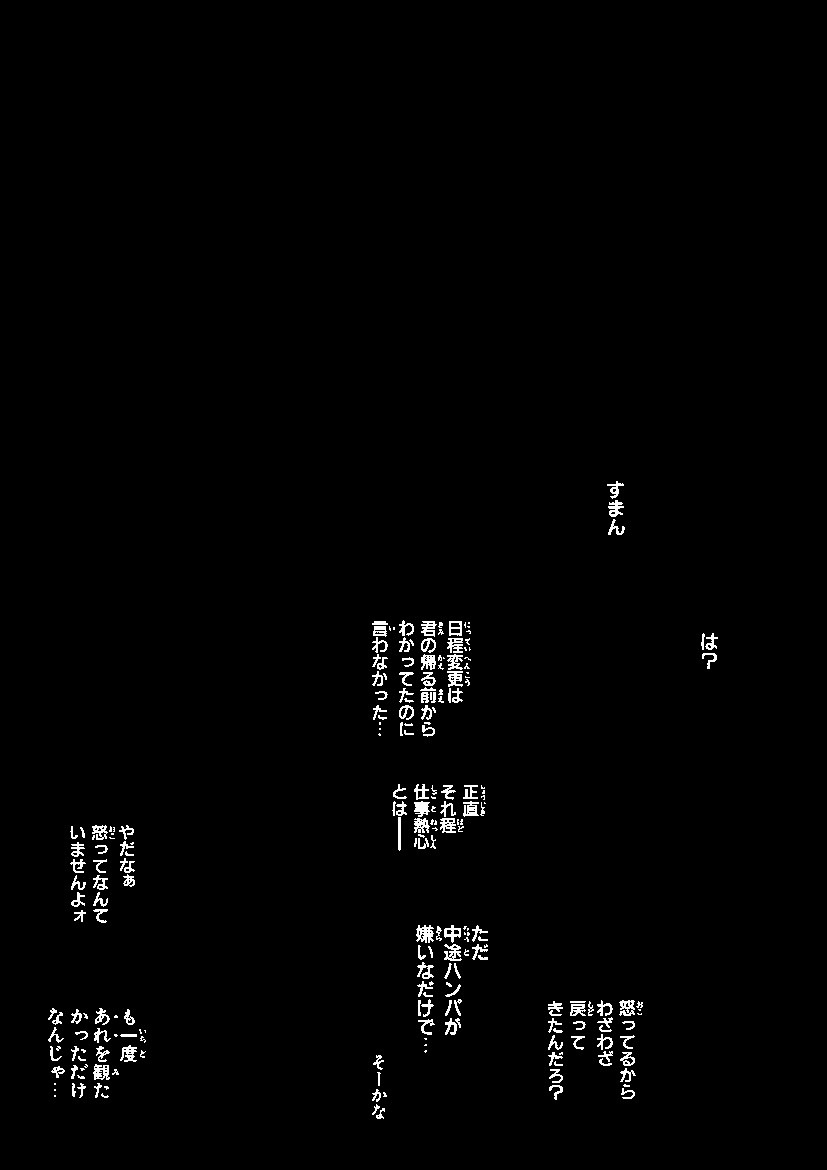 すまん
は？
怒ってるから
わざわざ
戻って
きたんだろ？
日程変更は
君の帰る前から
わかってたのに
言わなかった…
正直
それ程
仕事熱心
とは——
ただ
中途ハンパが
嫌いなだけで…
そーかな
やだなぁ
怒ってなんて
いませんよォ
も一度
あれを観た
かっただけ
なんじゃ…